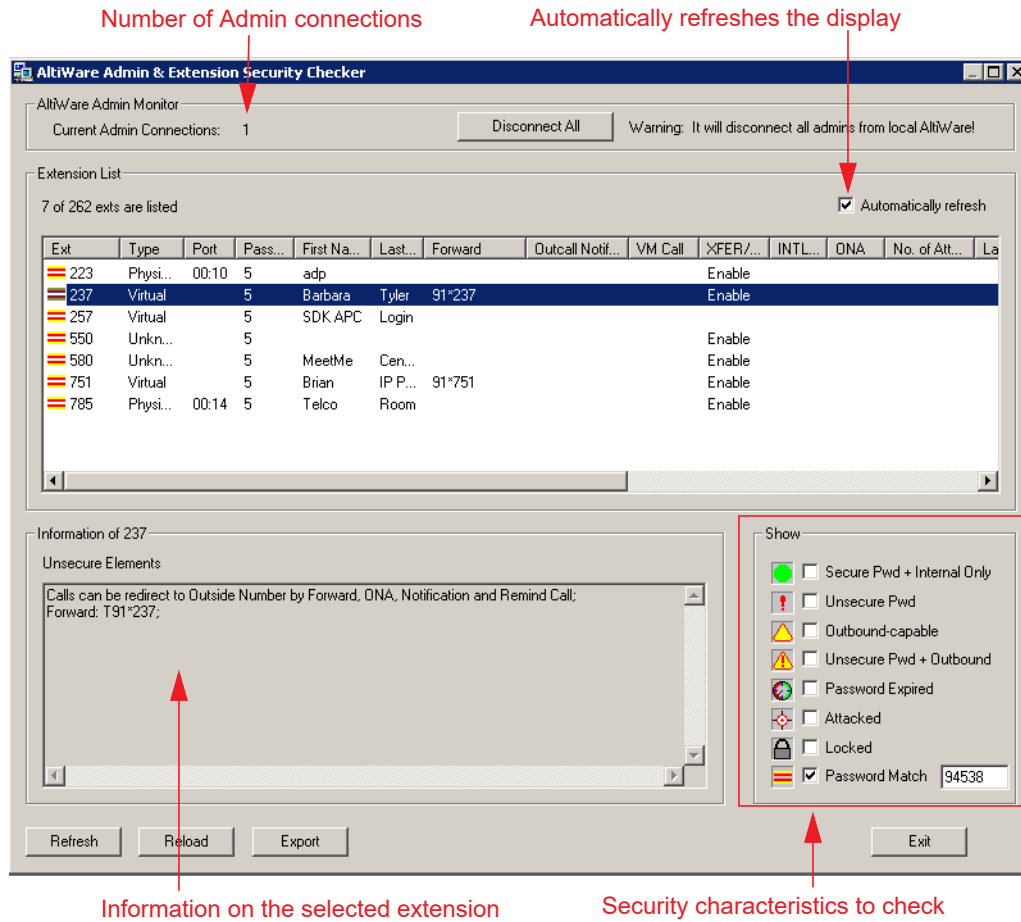 Number of Admin connections
Automatically refreshes the display
AltiWare Admin & Extension Security Checker
AltiWare Admin Monitor
Current Admin Connections: 1 Disconnect All Warning: It will disconnect all admins from local AltiWare!
Extension List
7 of 262 exts are listed Automatically refresh
Ext Type Port Pass... First Na... Last... Forward Outcall Notif... VM Call XFER/... INTL... ONA No. of Att... La
223 Physi... 00:10 5 adp Enable
237 Virtual 5 Barbara Tyler 91*237 Enable
257 Virtual 5 SDK APC Login
550 Unkn... 5 Enable
580 Unkn... 5 MeetMe Cen... Enable
751 Virtual 5 Brian IP P... 91*751 Enable
785 Physi... 00:14 5 Telco Room Enable
Information of 237
Unsecure Elements
Calls can be redirect to Outside Number by Forward, ONA, Notification and Remind Call;
Forward: T91*237;
Show
Secure Pwd + Internal Only
Unsecure Pwd
Outbound-capable
Unsecure Pwd + Outbound
Password Expired
Attacked
Locked
Password Match 94538
Refresh Reload Export Exit
Information on the selected extension
Security characteristics to check